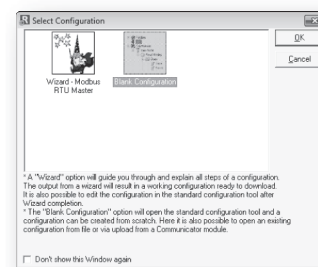 Select Configuration
OK
Cancel
Wizard - Modbus
RTU Master
Blank Configuration
* A "Wizard" option will guide you through and explain all steps of a configuration.
The output from a wizard will result in a working configuration ready to download.
It is also possible to edit the configuration in the standard configuration tool after
Wizard completion.
* The "Blank Configuration" option will open the standard configuration tool and a
configuration can be created from scratch. Here it is also possible to open an existing
configuration from file or via upload from a Communicator module.
Don't show this Window again